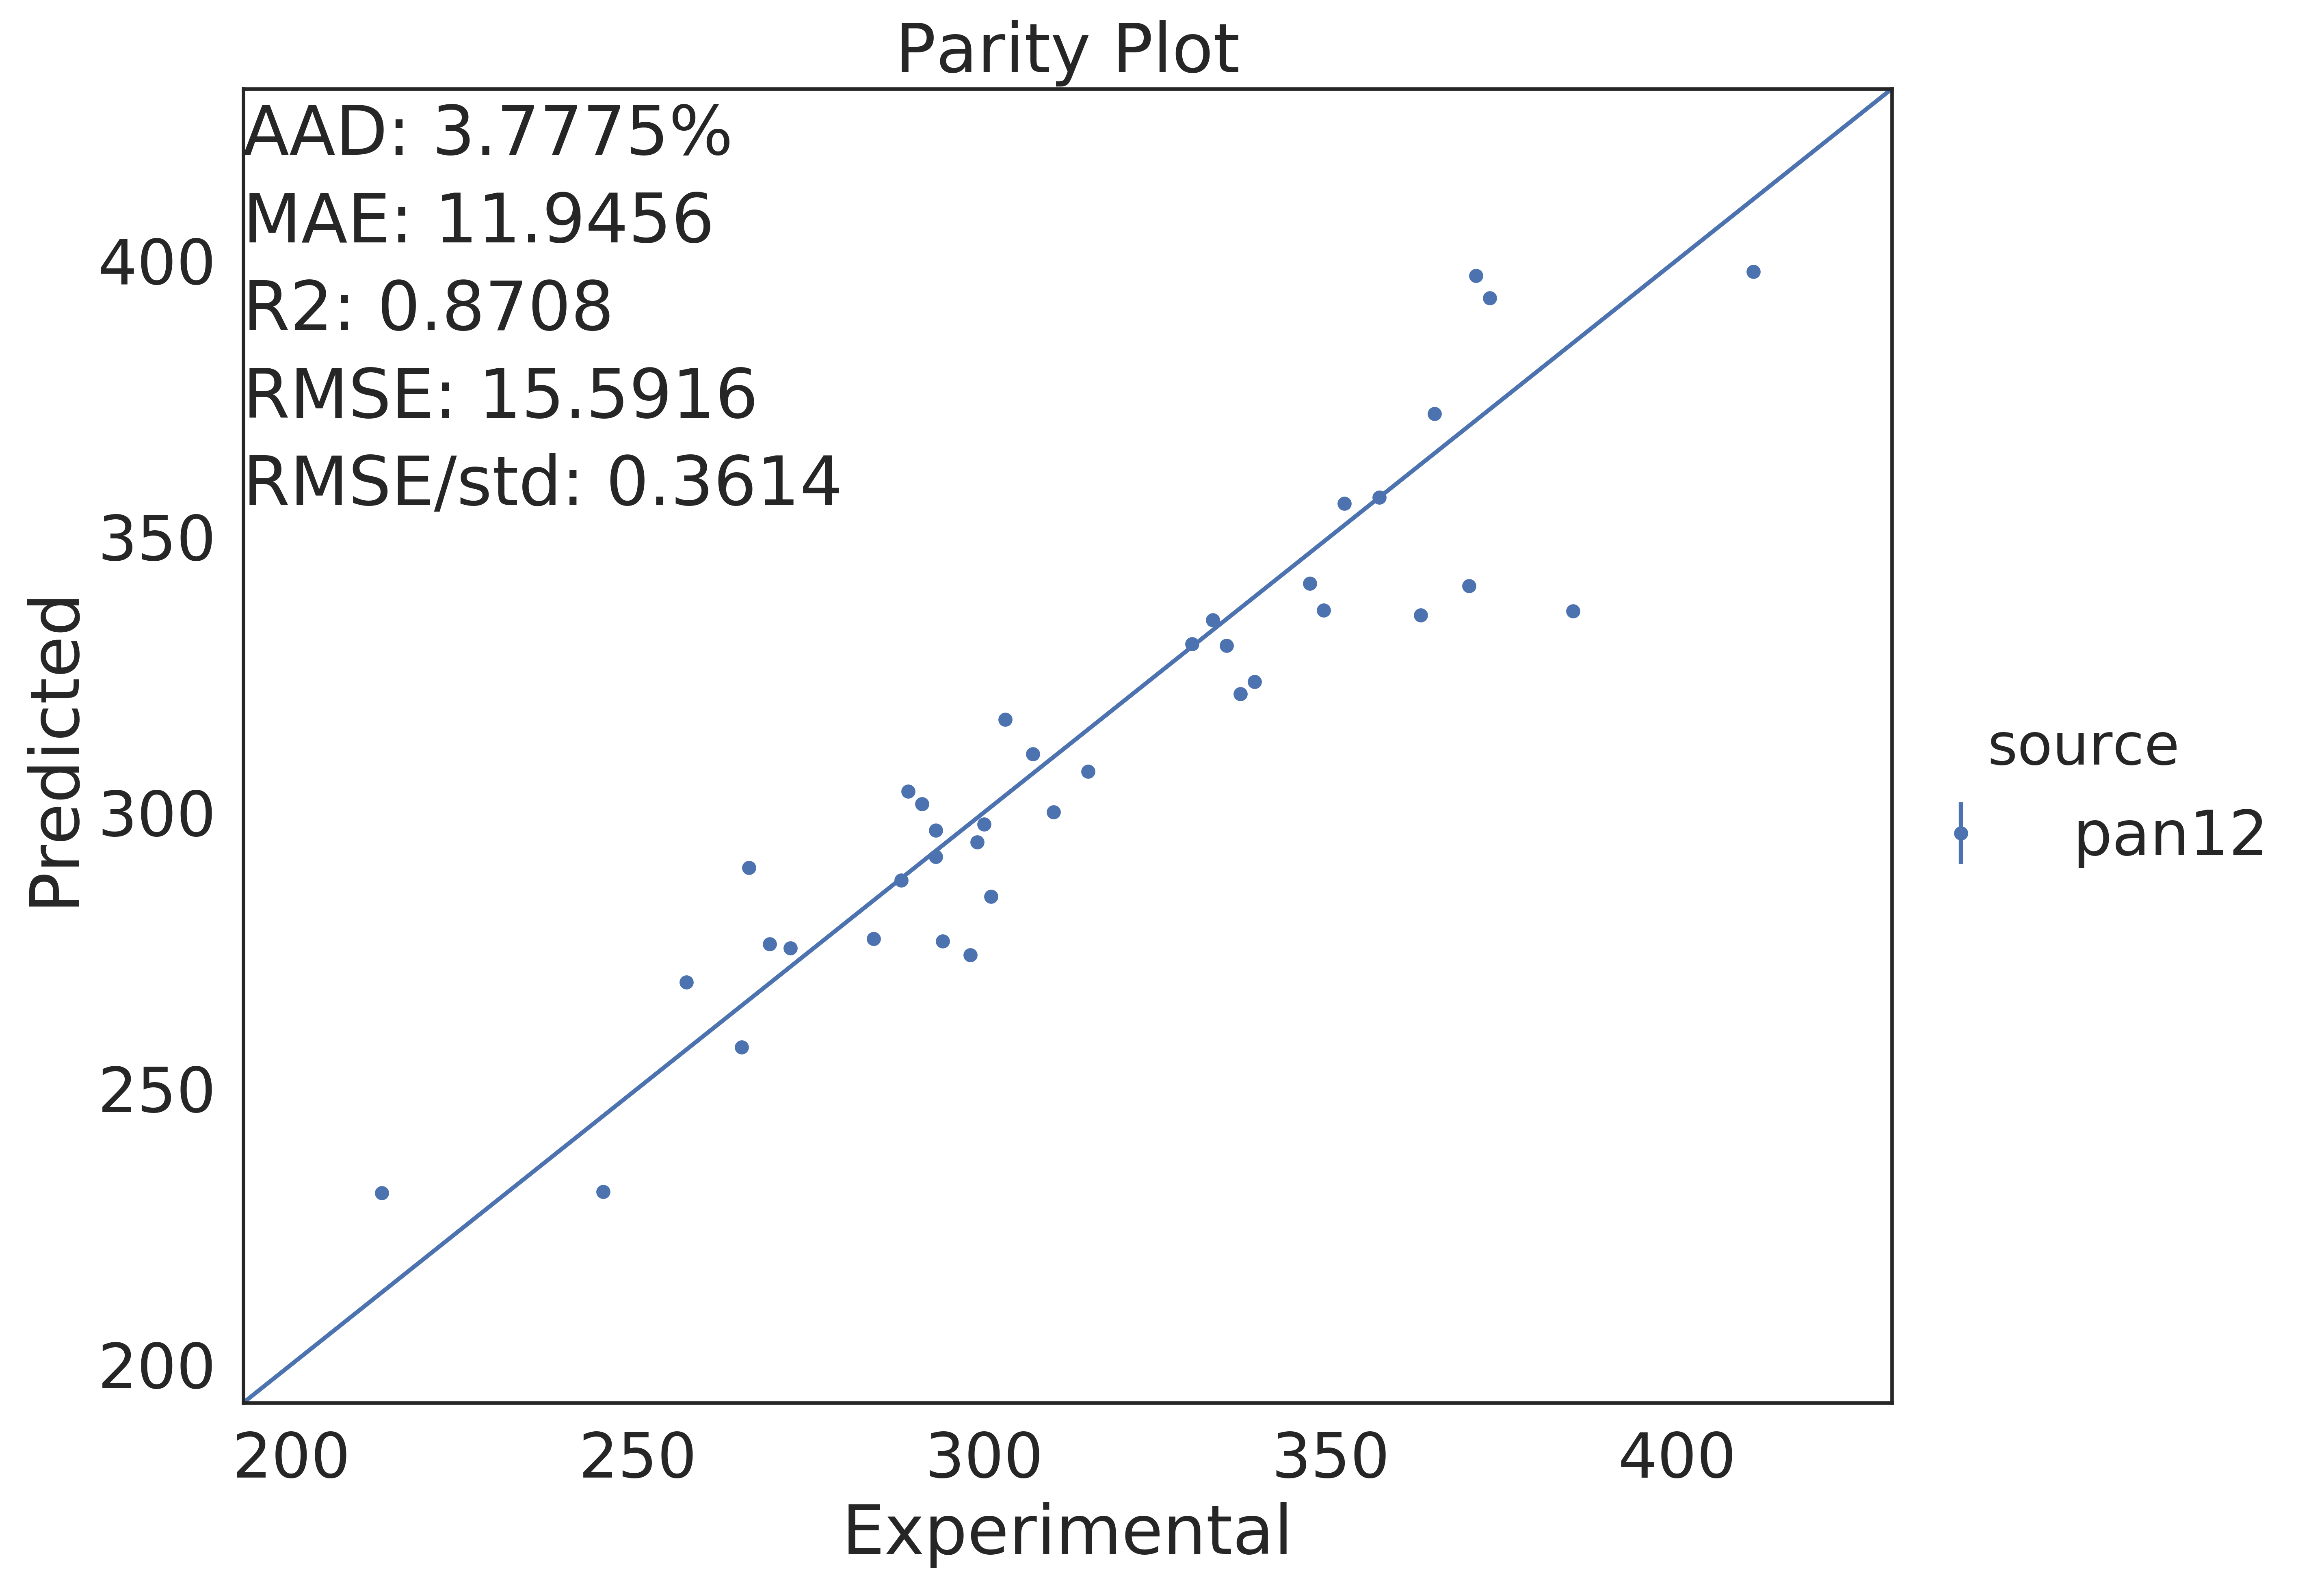 Parity Plot
AAD: 3.7775%
MAE: 11.9456
R2: 0.8708
RMSE: 15.5916
RMSE/std: 0.3614
400
350
300
250
200
Predicted
200 250 300 350 400
Experimental
source
pan12